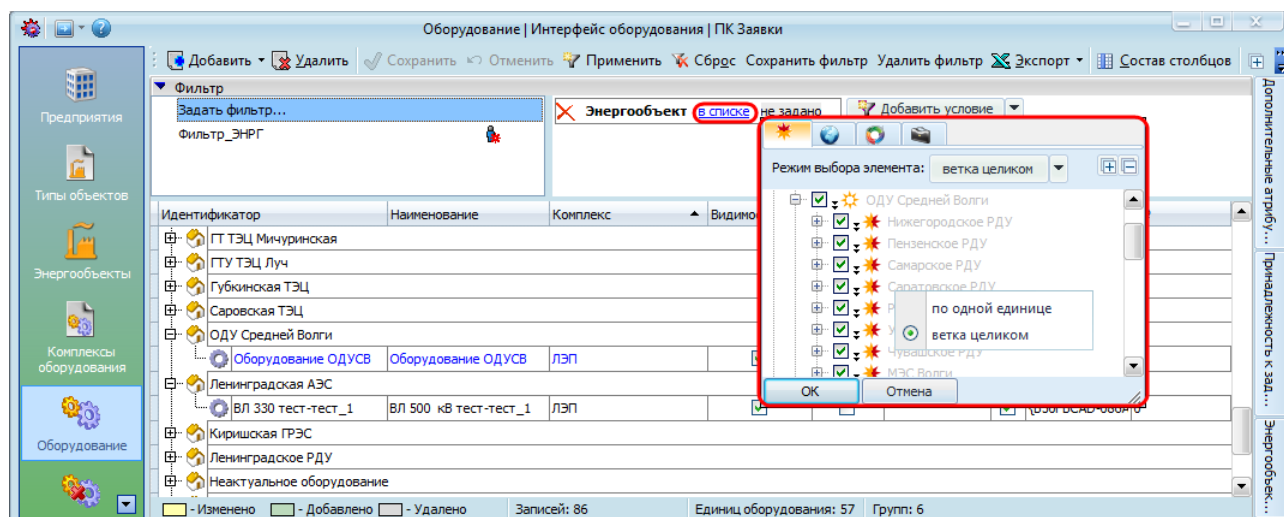 Оборудование | Интерфейс оборудования | ПК Заявки
Добавить Удалить Сохранить Отменить Применить Сброс Сохранить фильтр Удалить фильтр Экспорт Состав столбцов
Предприятия
Типы объектов
Энергообъекты
Комплексы оборудования
Оборудование
Фильтр
Задать фильтр...
Фильтр_ЭНРГ
Энергообъект в списке не задано Добавить условие
Режим выбора элемента: ветка целиком
ОДУ Средней Волги
Нижегородское РДУ
Пензенское РДУ
Самарское РДУ
Саратовское РДУ
Чувашское РДУ
МЭС Волги
по одной единице
ветка целиком
ОК Отмена
Идентификатор Наименование Комплекс
ГТ ТЭЦ Мичуринская
ГТУ ТЭЦ Луч
Губкинская ТЭЦ
Саровская ТЭЦ
ОДУ Средней Волги
Оборудование ОДУСВ Оборудование ОДУСВ ЛЭП
Ленинградская АЭС
ВЛ 330 тест-тест_1 ВЛ 500 кВ тест-тест_1 ЛЭП
Киришская ГРЭС
Ленинградское РДУ
Неактуальное оборудование
- Изменено - Добавлено - Удалено Записей: 86 Единиц оборудования: 57 Групп: 6
Дополнительные атрибу...
Принадлежность к зад...
Энергообъек...